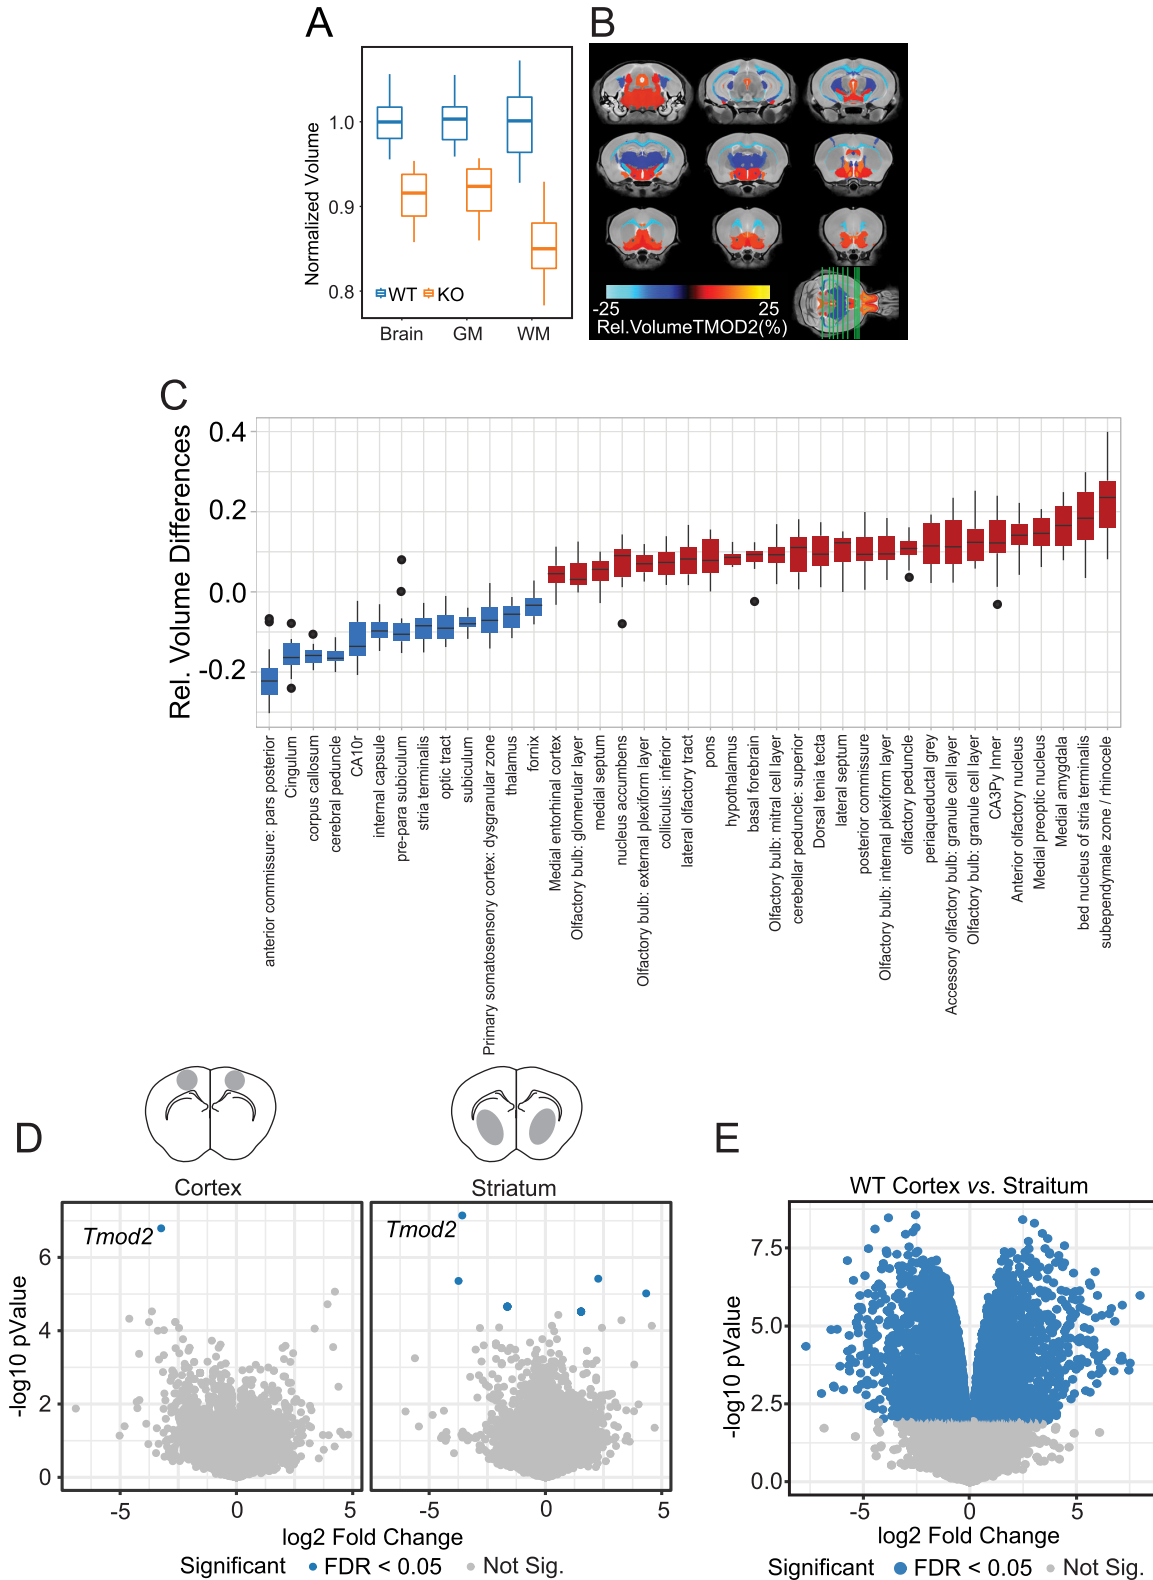 A
B
Normalized Volume
1.0
0.9
0.8
WT KO
Brain GM WM
-25 25
Rel.VolumeTMOD2(%)
C
Rel. Volume Differences
0.4
0.2
0.0
-0.2
anterior commissure: pars posterior
Cingulum
corpus callosum
cerebral peduncle
CA10r
internal capsule
pre-para subiculum
stria terminalis
optic tract
subiculum
Primary somatosensory cortex: dysgranular zone
thalamus
fornix
Medial entorhinal cortex
Olfactory bulb: glomerular layer
medial septum
nucleus accumbens
Olfactory bulb: external plexiform layer
colliculus: inferior
lateral olfactory tract
pons
hypothalamus
basal forebrain
Olfactory bulb: mitral cell layer
cerebellar peduncle: superior
Dorsal tenia tecta
lateral septum
posterior commissure
Olfactory bulb: internal plexiform layer
olfactory peduncle
periaqueductal grey
Accessory olfactory bulb: granule cell layer
Olfactory bulb: granule cell layer
CA3Py Inner
Anterior olfactory nucleus
Medial preoptic nucleus
Medial amygdala
bed nucleus of stria terminalis
subependymale zone / rhinocele
D
Cortex
Striatum
Tmod2
Tmod2
-log10 pValue
6
4
2
0
-5 0 5
-5 0 5
log2 Fold Change
Significant FDR < 0.05 Not Sig.
E
WT Cortex vs. Straitum
-log10 pValue
7.5
5.0
2.5
0.0
-5 0 5
log2 Fold Change
Significant FDR < 0.05 Not Sig.